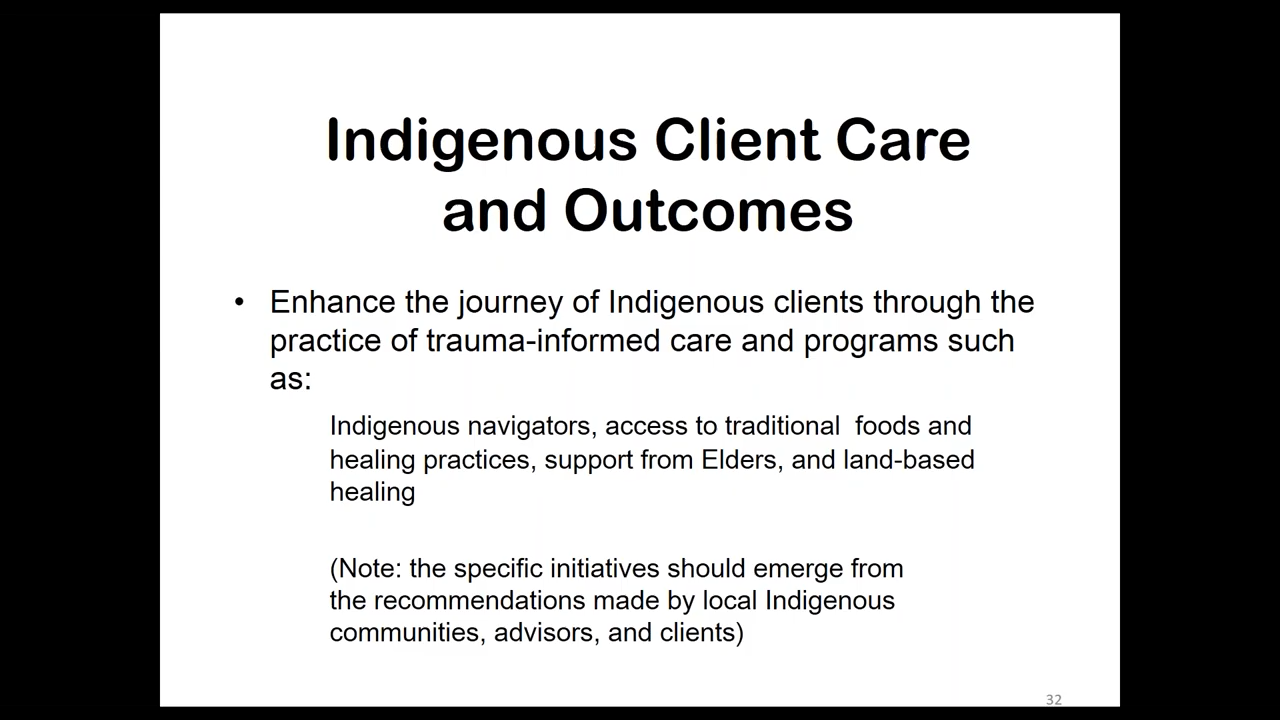 Indigenous Client Care
and Outcomes
• Enhance the journey of Indigenous clients through the
practice of trauma-informed care and programs such
as:
Indigenous navigators, access to traditional  foods and
healing practices, support from Elders, and land-based
healing
(Note: the specific initiatives should emerge from
the recommendations made by local Indigenous
communities, advisors, and clients)
32